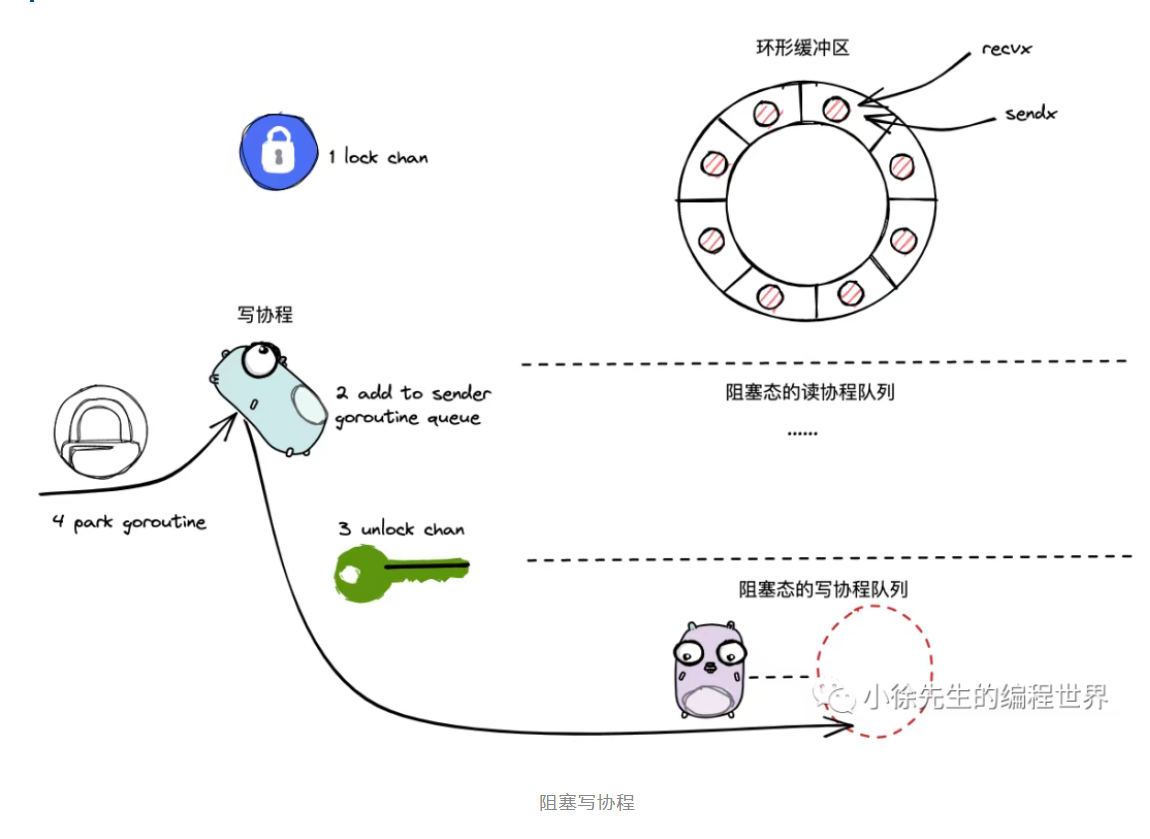 环形缓冲区
recvx
sendx
1 lock chan
写协程
2 add to sender
goroutine queue
阻塞态的读协程队列
......
4 park goroutine
3 unlock chan
阻塞态的写协程队列
小徐先生的编程世界
阻塞写协程